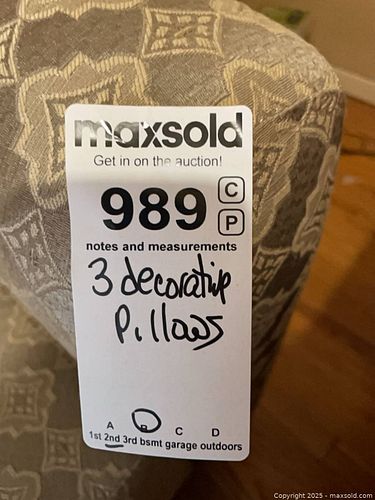 maxsold
Get in on the auction!
989 C
P
notes and measurements
3 decorative
Pillows
A B C D
1st 2nd 3rd bsmt garage outdoors
Copyright 2025 - maxsold.com